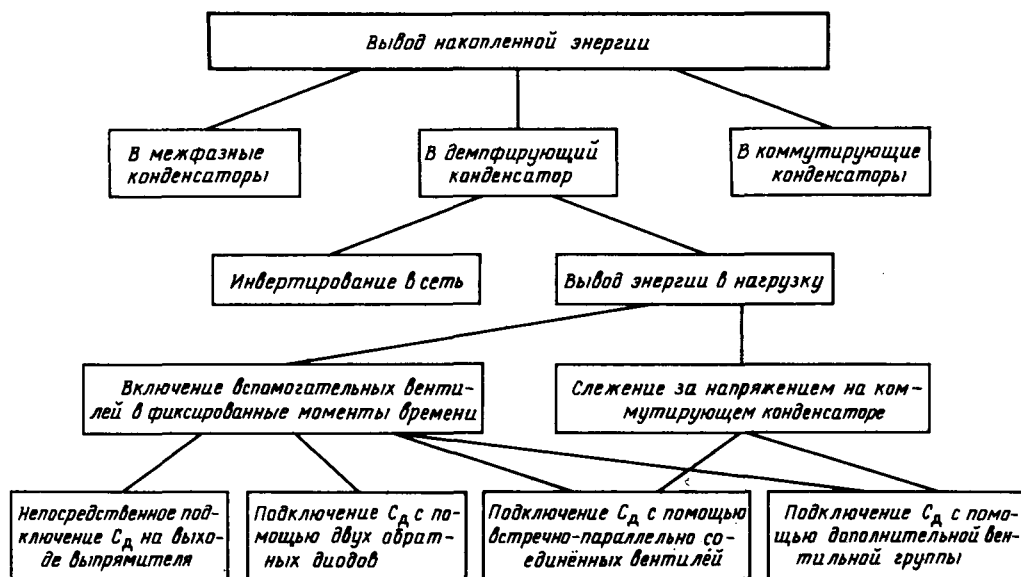 Вывод накопленной энергии
В межфазные
конденсаторы
В демпфирующий
конденсатор
В коммутирующие
конденсаторы
Инвертирование в сеть
Вывод энергии в нагрузку
Включение вспомогательных венти-
лей в фиксированные моменты времени
Слежение за напряжением на ком-
мутирующем конденсаторе
Непосредственное под-
ключение Cд на выхо-
де выпрямителя
Подключение Cд с по-
мощью двух обрат-
ных диодов
Подключение Cд с помощью
встречно-параллельно со-
единённых вентилей
Подключение Cд с помо-
щью дополнительной вен-
тильной группы